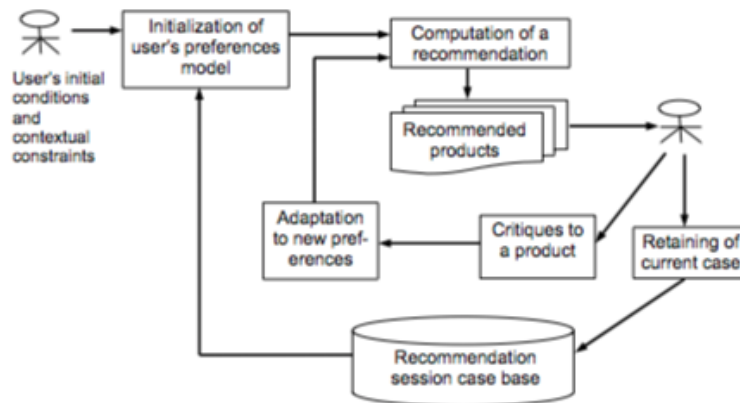 Initialization of
user's preferences
model
Computation of a
recommendation
User's initial
conditions
and
contextual
constraints
Recommended
products
Adaptation
to new pref-
erences
Critiques to
a product
Retaining of
current case
Recommendation
session case base